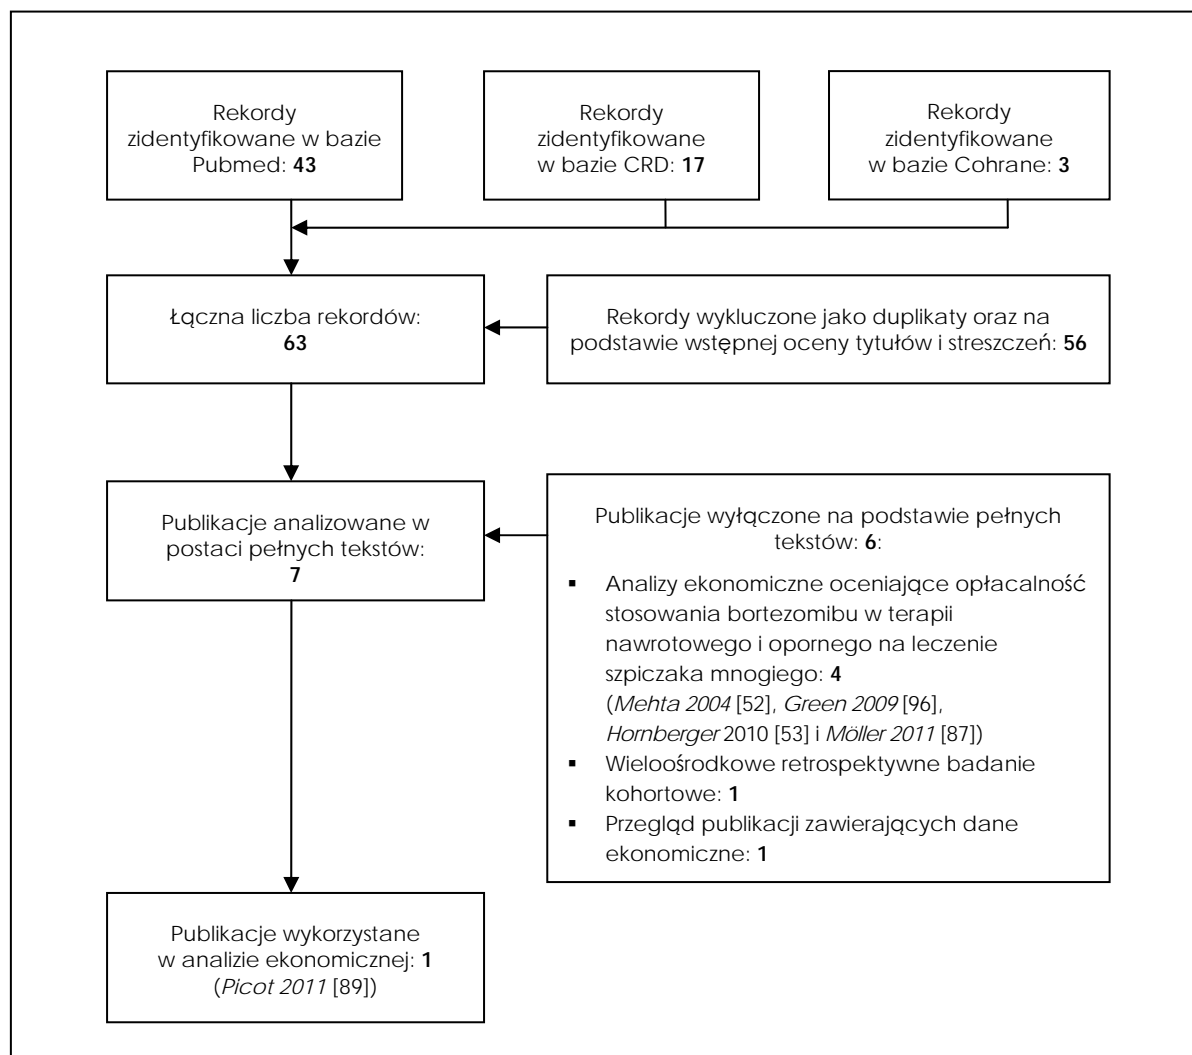 Rekordy
zidentyfikowane w bazie
Pubmed: 43
Rekordy
zidentyfikowane
w bazie CRD: 17
Rekordy
zidentyfikowane
w bazie Cohrane: 3
Łączna liczba rekordów:
63
Rekordy wykluczone jako duplikaty oraz na
podstawie wstępnej oceny tytułów i streszczeń: 56
Publikacje analizowane w
postaci pełnych tekstów:
7
Publikacje wyłączone na podstawie pełnych
tekstów: 6:
▪ Analizy ekonomiczne oceniające opłacalność
stosowania bortezomibu w terapii
nawrotowego i opornego na leczenie
szpiczaka mnogiego: 4
(Mehta 2004 [52], Green 2009 [96],
Hornberger 2010 [53] i Möller 2011 [87])
▪ Wieloośrodkowe retrospektywne badanie
kohortowe: 1
▪ Przegląd publikacji zawierających dane
ekonomiczne: 1
Publikacje wykorzystane
w analizie ekonomicznej: 1
(Picot 2011 [89])